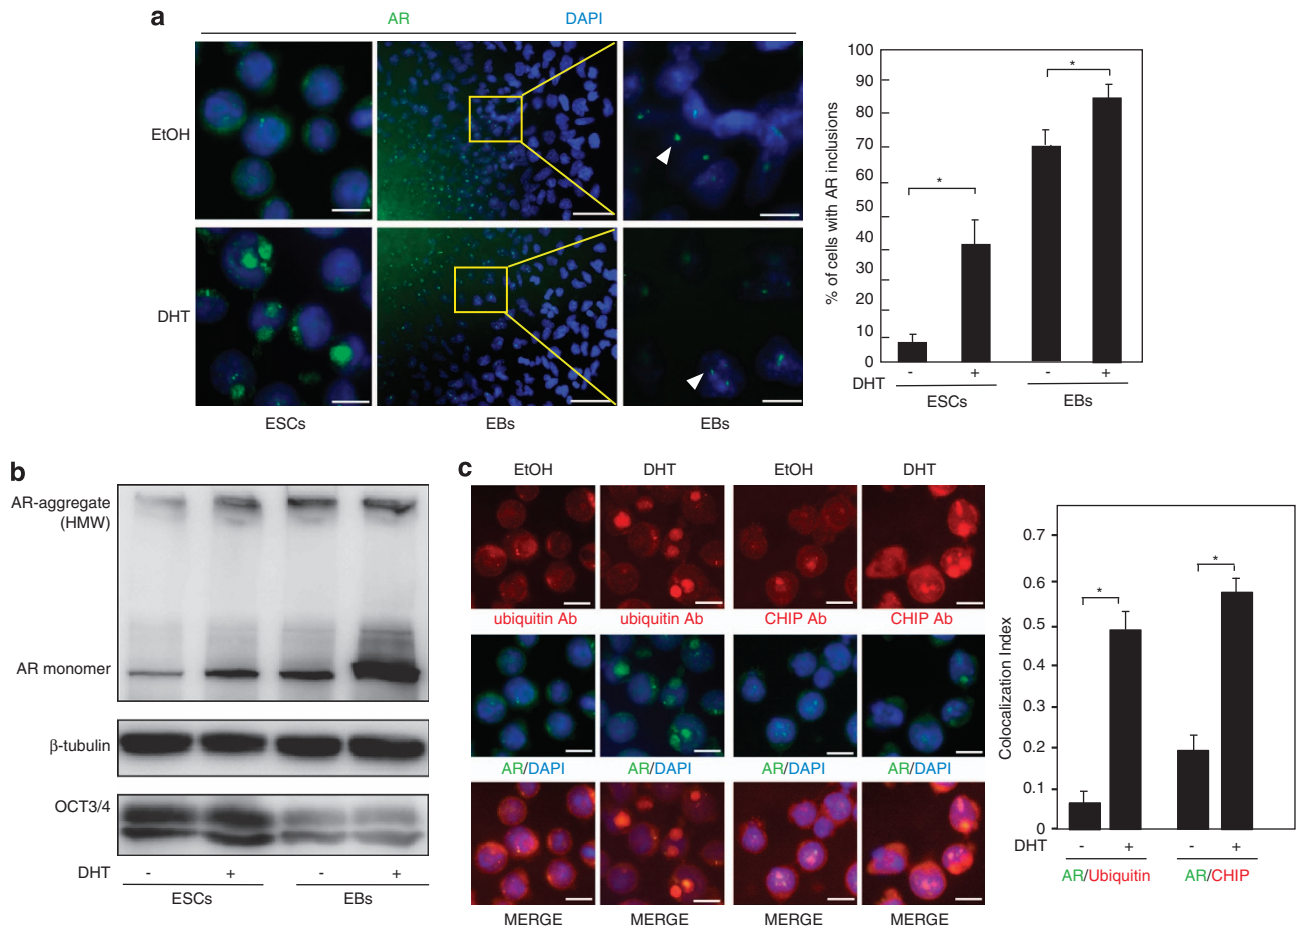 a
AR DAPI
EtOH
DHT
ESCs EBs EBs
% of cells with AR inclusions
100
90
80
70
60
50
40
30
20
10
0
DHT - + - +
ESCs EBs
* *
b
AR-aggregate
(HMW)
AR monomer
β-tubulin
OCT3/4
DHT - + - +
ESCs EBs
c
EtOH DHT EtOH DHT
ubiquitin Ab ubiquitin Ab CHIP Ab CHIP Ab
AR/DAPI AR/DAPI AR/DAPI AR/DAPI
MERGE MERGE MERGE MERGE
Colocalization Index
0.7
0.6
0.5
0.4
0.3
0.2
0.1
0
* *
DHT - + - +
AR/Ubiquitin AR/CHIP